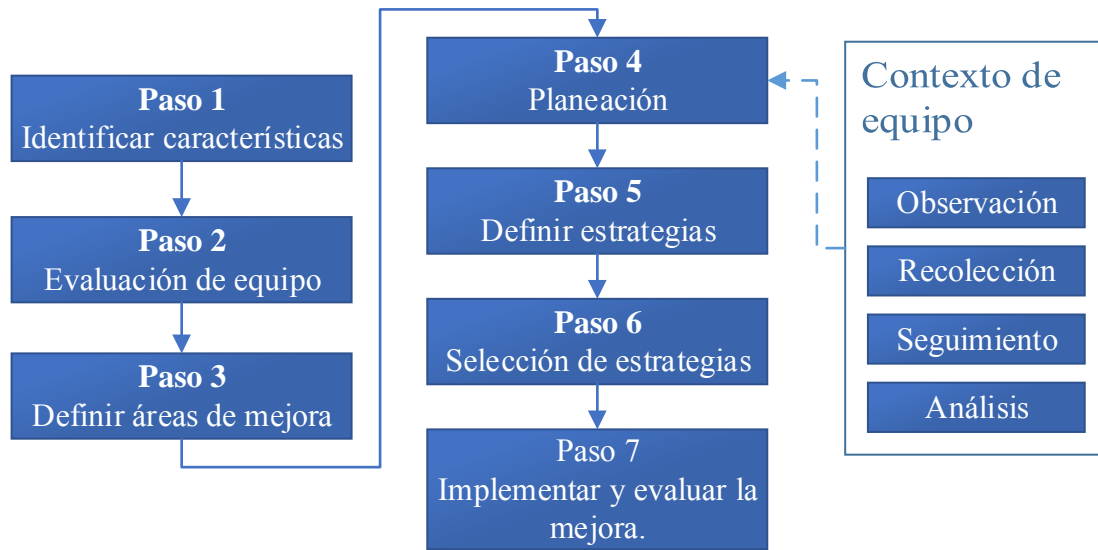 Paso 1
Identificar características
Paso 2
Evaluación de equipo
Paso 3
Definir áreas de mejora
Paso 4
Planeación
Paso 5
Definir estrategias
Paso 6
Selección de estrategias
Paso 7
Implementar y evaluar la
mejora.
Contexto de
equipo
Observación
Recolección
Seguimiento
Análisis